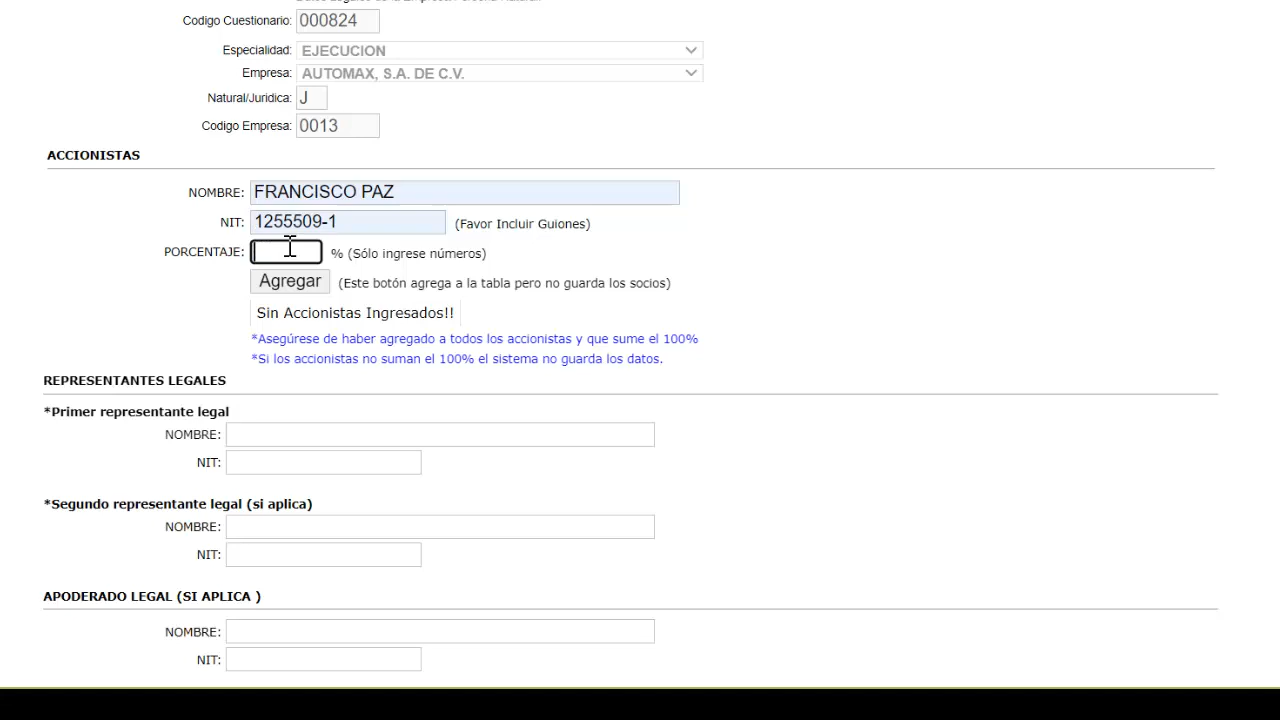 Codigo Cuestionario: 000824
Especialidad: EJECUCION
Empresa: AUTOMAX, S.A. DE C.V.
Natural/Juridica: J
Codigo Empresa: 0013
ACCIONISTAS
NOMBRE: FRANCISCO PAZ
NIT: 1255509-1 (Favor Incluir Guiones)
PORCENTAJE: % (Sólo ingrese números)
Agregar (Este botón agrega a la tabla pero no guarda los socios)
Sin Accionistas Ingresados!!
*Asegúrese de haber agregado a todos los accionistas y que sume el 100%
*Si los accionistas no suman el 100% el sistema no guarda los datos.
REPRESENTANTES LEGALES
*Primer representante legal
NOMBRE:
NIT:
*Segundo representante legal (si aplica)
NOMBRE:
NIT:
APODERADO LEGAL (SI APLICA )
NOMBRE:
NIT: